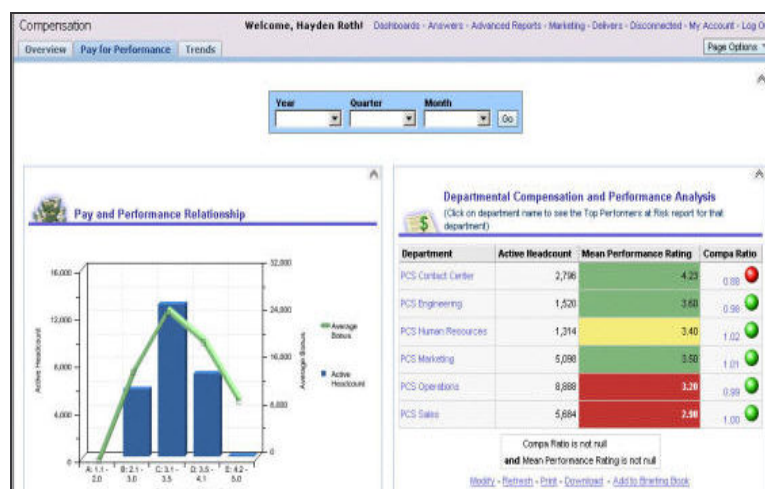 Compensation
Welcome, Hayden Roth!
Dashboards - Answers - Advanced Reports - Marketing - Delivers - Disconnected - My Account - Log O
Overview
Pay for Performance
Trends
Page Options
Year
Quarter
Month
Go
Pay and Performance Relationship
16,000
12,000
8,000
4,000
0
Active Headcount
32,000
24,000
16,000
8,000
0
Average Bonus
Average
Bonus
Active
Headcount
A: 1.1 -
2.0
B: 2.1 -
3.0
C: 3.1 -
3.5
D: 3.5 -
4.1
E: 4.2 -
5.0
Departmental Compensation and Performance Analysis
(Click on department name to see the Top Performers at Risk report for that
department)
Department Active Headcount Mean Performance Rating Compa Ratio
PCS Contact Center 2,796 4.23 0.88
PCS Engineering 1,520 3.60 0.98
PCS Human Resources 1,314 3.40 1.02
PCS Marketing 5,098 3.50 1.01
PCS Operations 8,888 3.20 0.99
PCS Sales 5,684 2.90 1.00
Compa Ratio is not null
and Mean Performance Rating is not null
Modify - Refresh - Print - Download - Add to Briefing Book